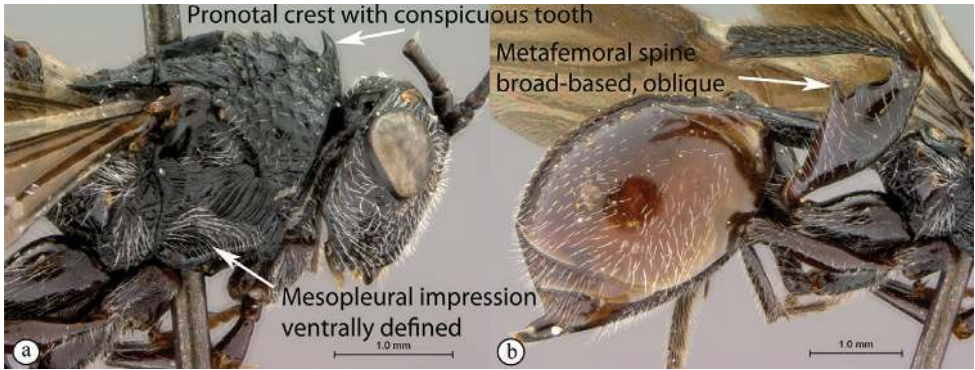 Pronotal crest with conspicuous tooth
Mesopleural impression
ventrally defined
1.0 mm
a
Metafemoral spine
broad-based, oblique
1.0 mm
b